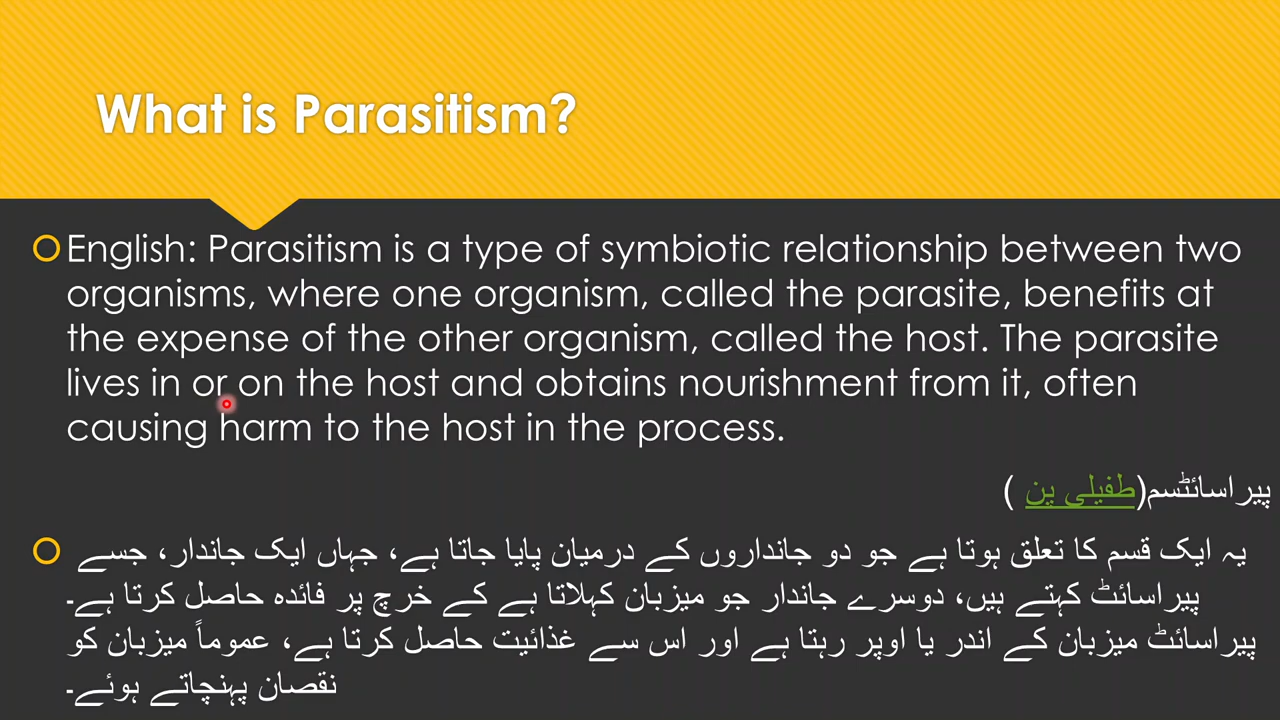 What is Parasitism?
English: Parasitism is a type of symbiotic relationship between two
organisms, where one organism, called the parasite, benefits at
the expense of the other organism, called the host. The parasite
lives in or on the host and obtains nourishment from it, often
causing harm to the host in the process.
پیراسائٹسم(طفیلی پن )
یہ ایک قسم کا تعلق ہوتا ہے جو دو جانداروں کے درمیان پایا جاتا ہے، جہاں ایک جاندار، جسے
پیراسائٹ کہتے ہیں، دوسرے جاندار جو میزبان کہلاتا ہے کے خرچ پر فائدہ حاصل کرتا ہے۔
پیراسائٹ میزبان کے اندر یا اوپر رہتا ہے اور اس سے غذائیت حاصل کرتا ہے، عموماً میزبان کو
نقصان پہنچاتے ہوئے۔